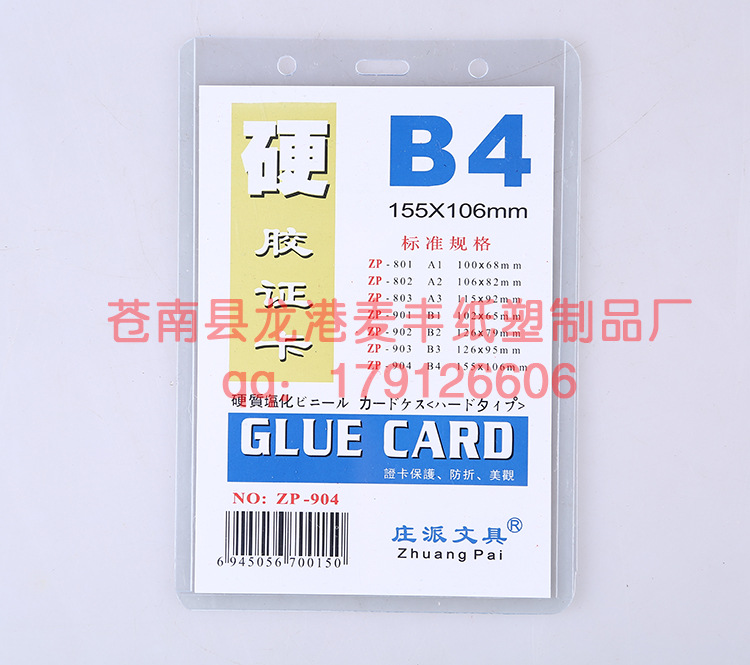 硬
胶
证
卡
B4
155X106mm
标准规格
ZP-801 A1 100x68mm
ZP-802 A2 106x82mm
ZP-803 A3 115x92mm
ZP-901 B1 102x65mm
ZP-902 B2 126x79mm
ZP-903 B3 126x95mm
ZP-904 B4 155x106mm
苍南县龙港麦丰纸塑制品厂
qq：179126606
硬質塩化ビニール カードケス<ハードタイプ>
GLUE CARD
證卡保護、防折、美觀
NO: ZP-904
6 945056 700150
庄派文具®
Zhuang Pai